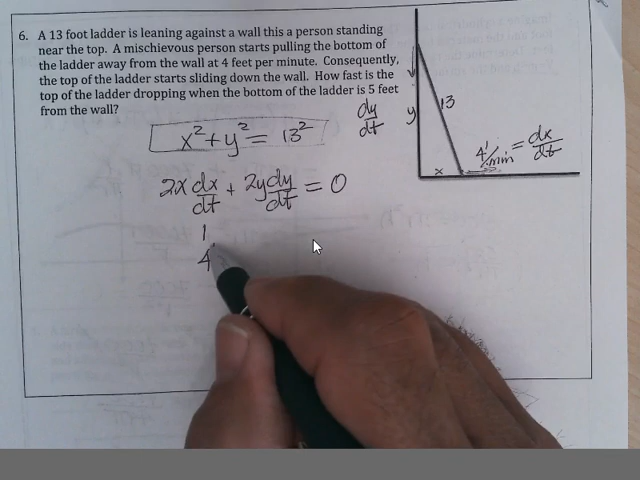 6. A 13 foot ladder is leaning against a wall this a person standing
near the top. A mischievous person starts pulling the bottom of
the ladder away from the wall at 4 feet per minute. Consequently,
the top of the ladder starts sliding down the wall. How fast is the
top of the ladder dropping when the bottom of the ladder is 5 feet
from the wall?
dy/dt
y
13
x
4'/min = dx/dt
x² + y² = 13²
2x dx/dt + 2y dy/dt = 0
4